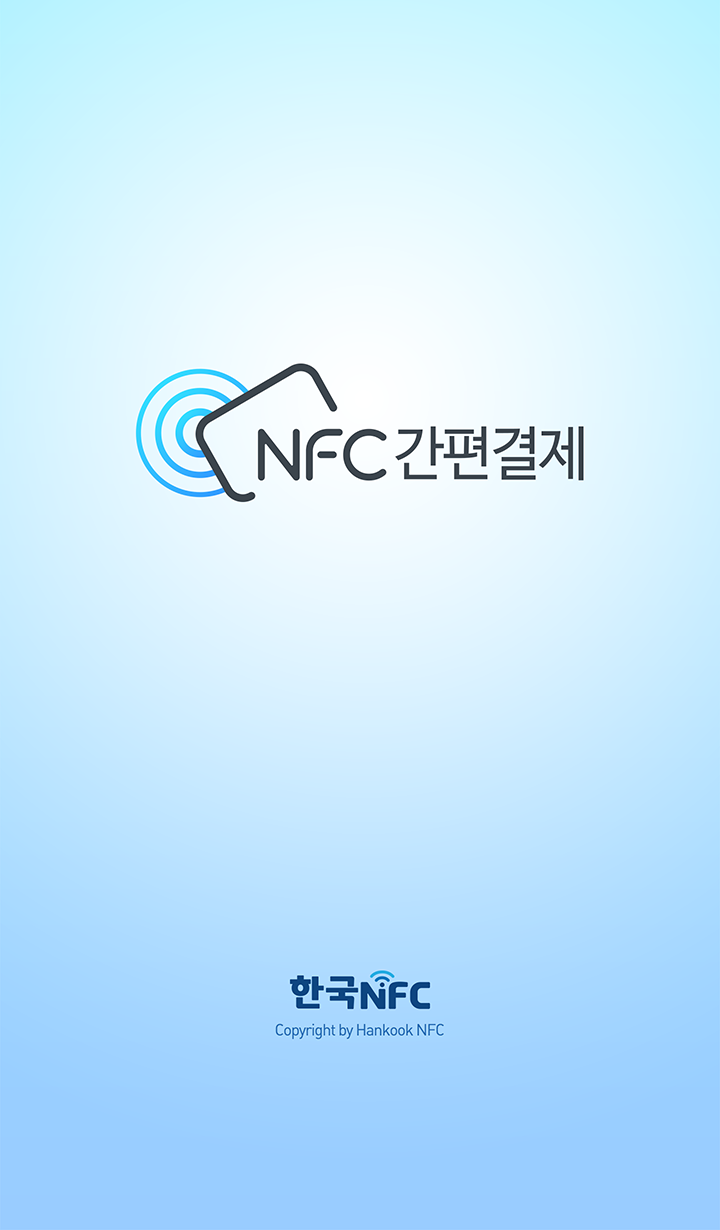 NFC 간편결제
한국NFC
Copyright by Hankook NFC